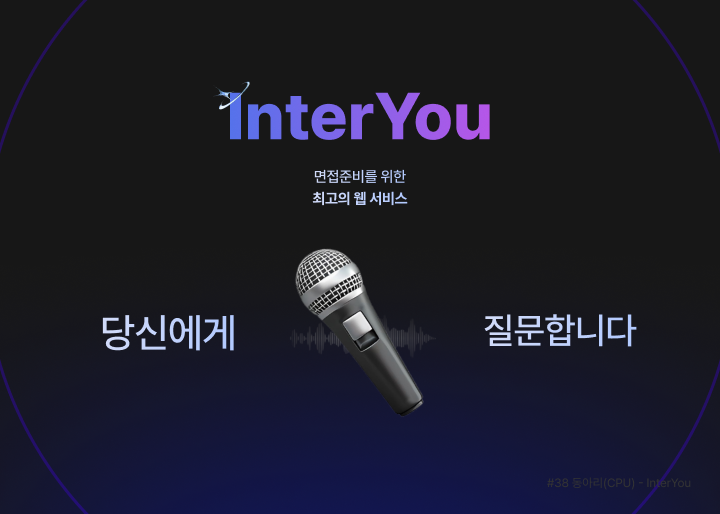 InterYou
면접준비를 위한
최고의 웹 서비스
당신에게 질문합니다
#38 동아리(CPU) - InterYou